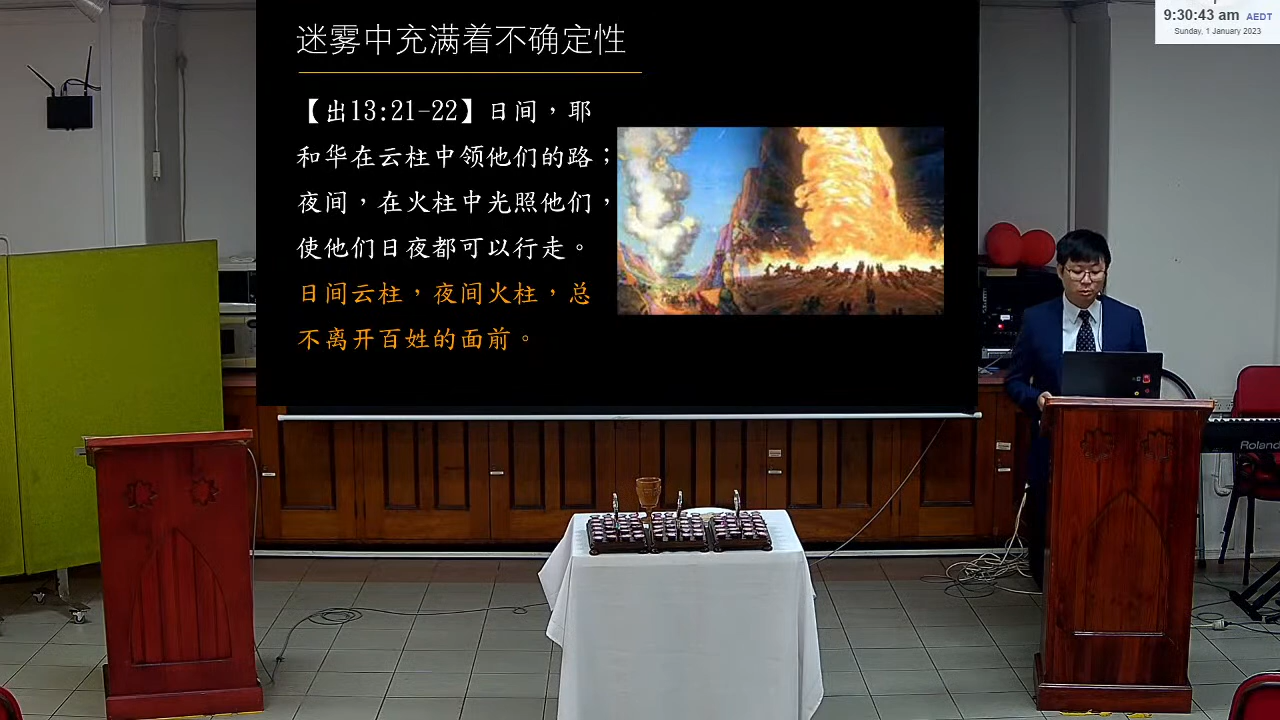 迷雾中充满着不确定性
【出13:21-22】日间，耶
和华在云柱中领他们的路；
夜间，在火柱中光照他们，
使他们日夜都可以行走。
日间云柱，夜间火柱，总
不离开百姓的面前。
9:30:43 am AEDT
Sunday, 1 January 2023
Roland